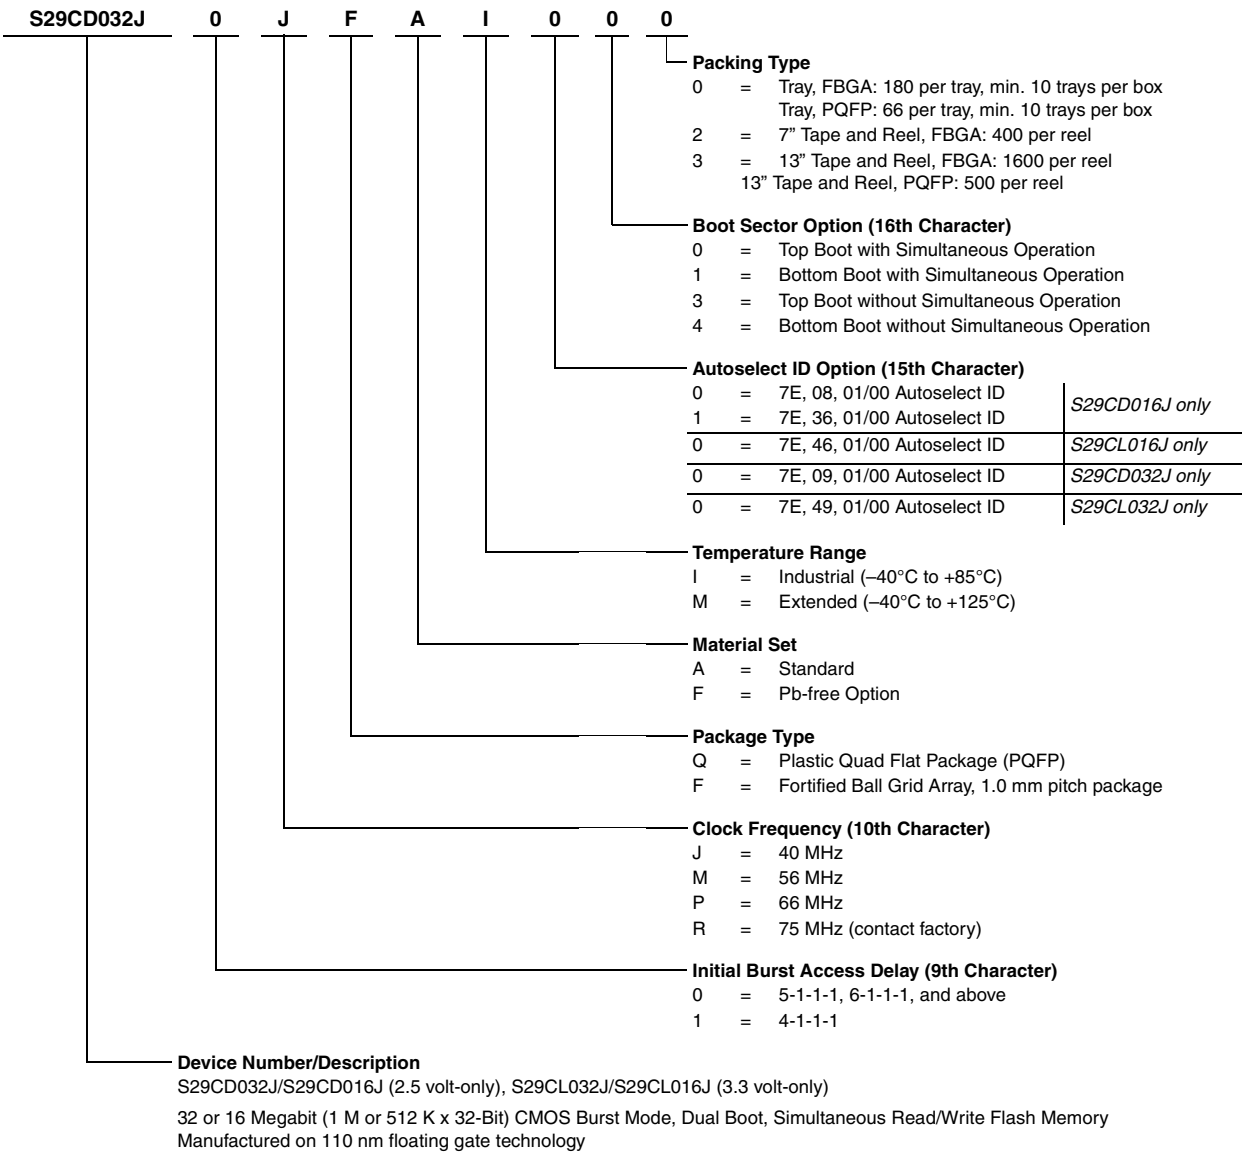 S29CD032J 0 J F A I 0 0 0
Packing Type
0 = Tray, FBGA: 180 per tray, min. 10 trays per box
Tray, PQFP: 66 per tray, min. 10 trays per box
2 = 7” Tape and Reel, FBGA: 400 per reel
3 = 13” Tape and Reel, FBGA: 1600 per reel
13” Tape and Reel, PQFP: 500 per reel
Boot Sector Option (16th Character)
0 = Top Boot with Simultaneous Operation
1 = Bottom Boot with Simultaneous Operation
3 = Top Boot without Simultaneous Operation
4 = Bottom Boot without Simultaneous Operation
Autoselect ID Option (15th Character)
0 = 7E, 08, 01/00 Autoselect ID
S29CD016J only
1 = 7E, 36, 01/00 Autoselect ID
0 = 7E, 46, 01/00 Autoselect ID S29CL016J only
0 = 7E, 09, 01/00 Autoselect ID S29CD032J only
0 = 7E, 49, 01/00 Autoselect ID S29CL032J only
Temperature Range
I = Industrial (–40°C to +85°C)
M = Extended (–40°C to +125°C)
Material Set
A = Standard
F = Pb-free Option
Package Type
Q = Plastic Quad Flat Package (PQFP)
F = Fortified Ball Grid Array, 1.0 mm pitch package
Clock Frequency (10th Character)
J = 40 MHz
M = 56 MHz
P = 66 MHz
R = 75 MHz (contact factory)
Initial Burst Access Delay (9th Character)
0 = 5-1-1-1, 6-1-1-1, and above
1 = 4-1-1-1
Device Number/Description
S29CD032J/S29CD016J (2.5 volt-only), S29CL032J/S29CL016J (3.3 volt-only)
32 or 16 Megabit (1 M or 512 K x 32-Bit) CMOS Burst Mode, Dual Boot, Simultaneous Read/Write Flash Memory
Manufactured on 110 nm floating gate technology